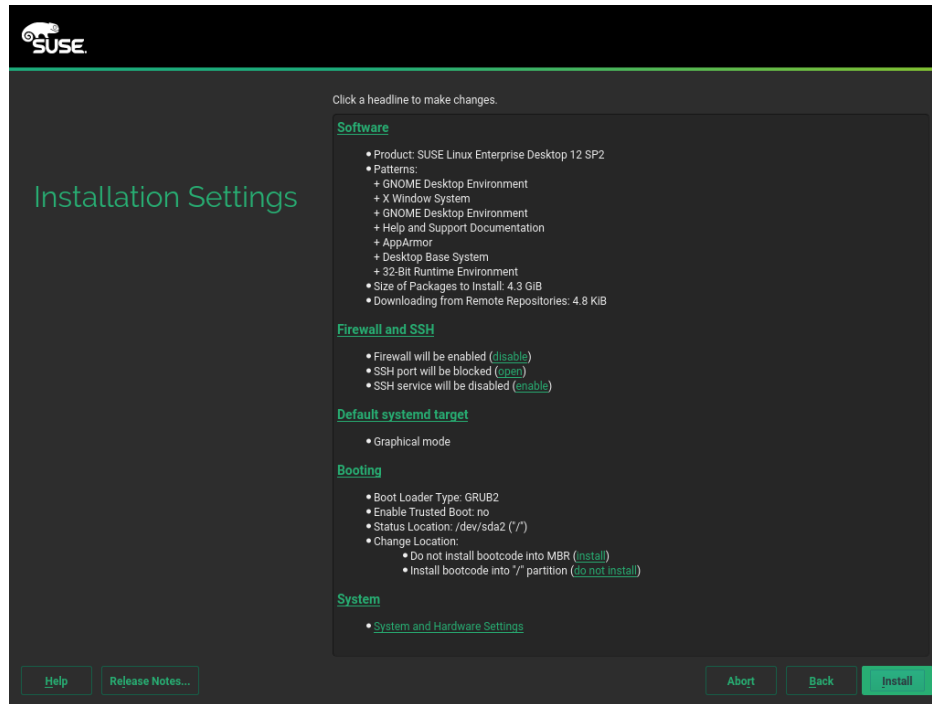 SUSE.
Click a headline to make changes.
Installation Settings
Software
• Product: SUSE Linux Enterprise Desktop 12 SP2
• Patterns:
+ GNOME Desktop Environment
+ X Window System
+ GNOME Desktop Environment
+ Help and Support Documentation
+ AppArmor
+ Desktop Base System
+ 32-Bit Runtime Environment
• Size of Packages to Install: 4.3 GiB
• Downloading from Remote Repositories: 4.8 KiB
Firewall and SSH
• Firewall will be enabled (disable)
• SSH port will be blocked (open)
• SSH service will be disabled (enable)
Default systemd target
• Graphical mode
Booting
• Boot Loader Type: GRUB2
• Enable Trusted Boot: no
• Status Location: /dev/sda2 ("/")
• Change Location:
• Do not install bootcode into MBR (install)
• Install bootcode into "/" partition (do not install)
System
• System and Hardware Settings
Help
Release Notes...
Abort
Back
Install